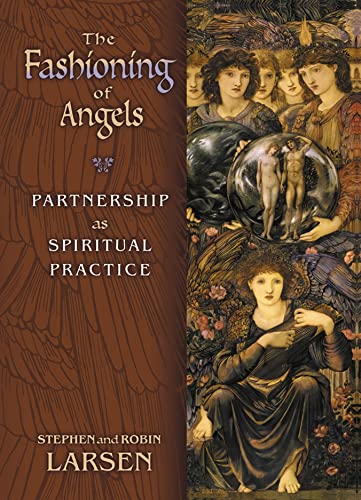 The
Fashioning
of
Angels
PARTNERSHIP
as
SPIRITUAL
PRACTICE
STEPHEN and ROBIN
LARSEN